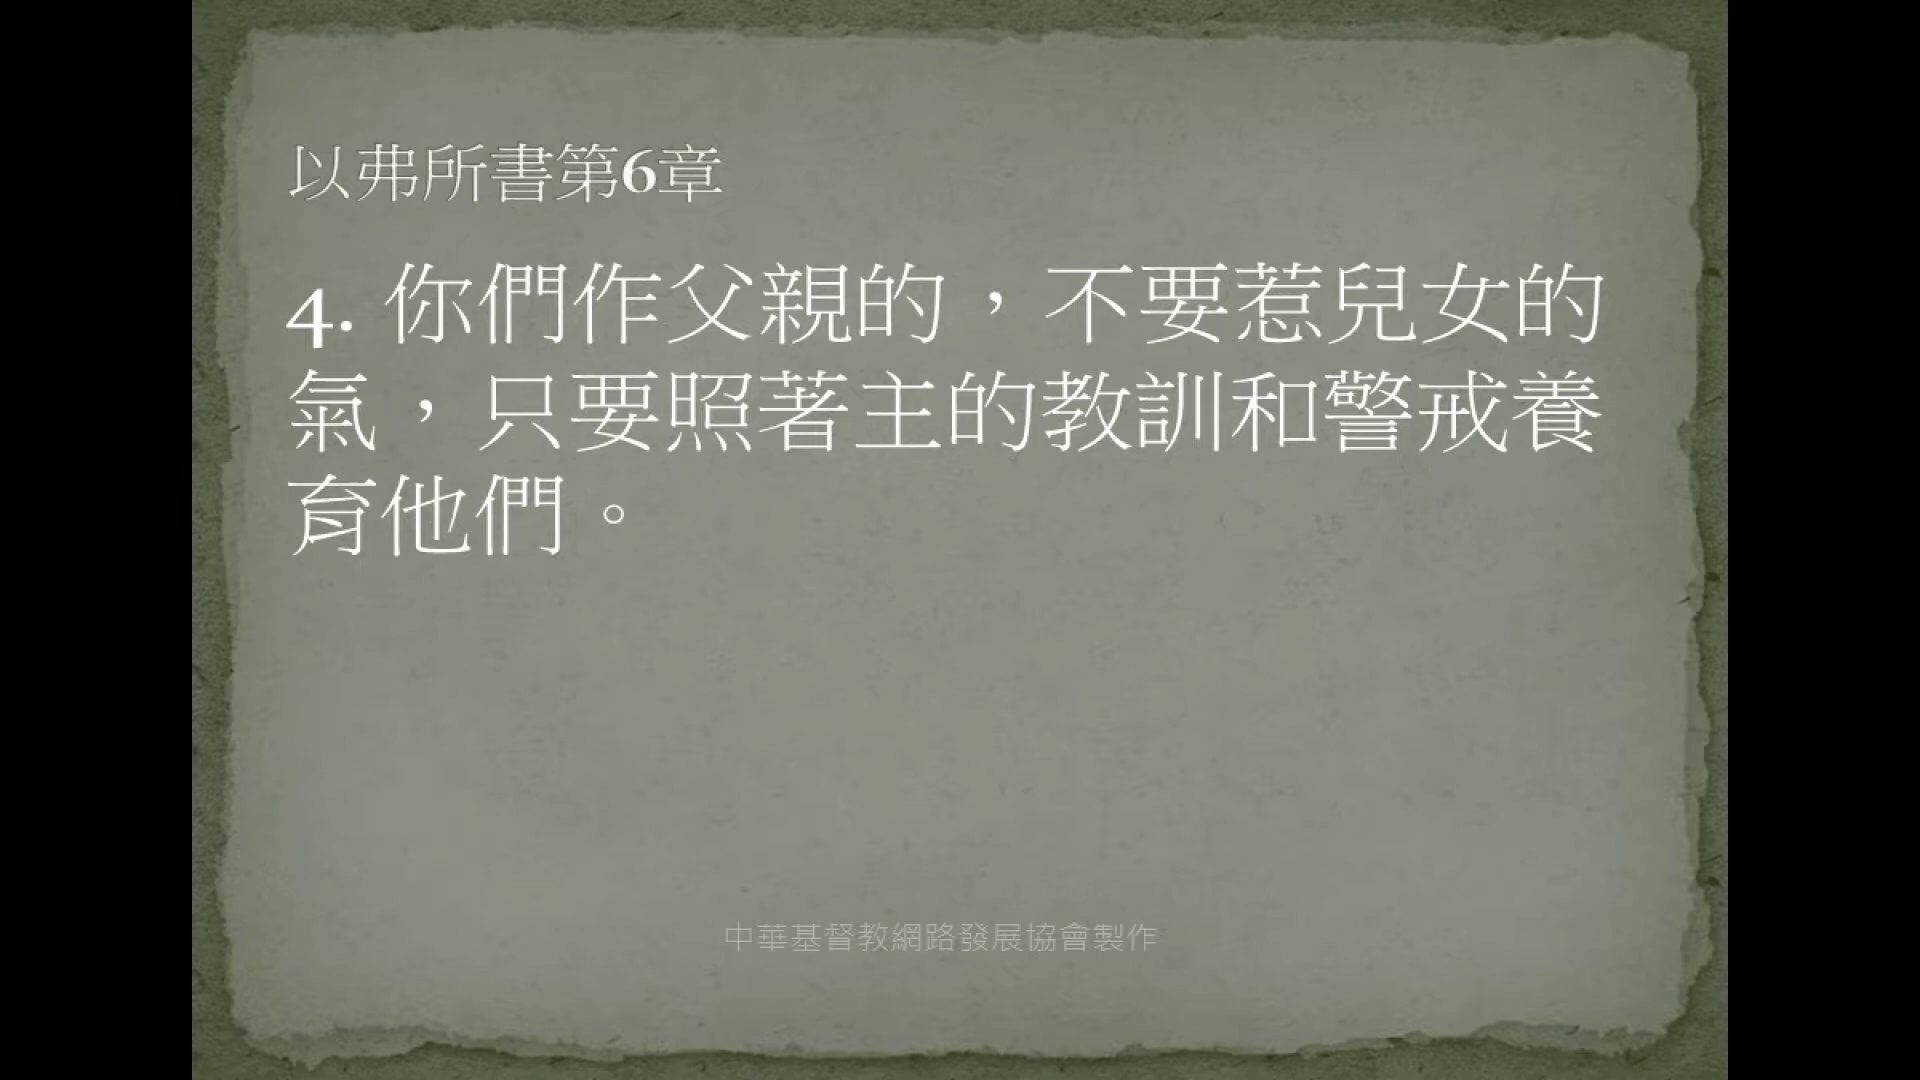 以弗所書第6章
4. 你們作父親的，不要惹兒女的
氣，只要照著主的教訓和警戒養
育他們。
中華基督教網路發展協會製作